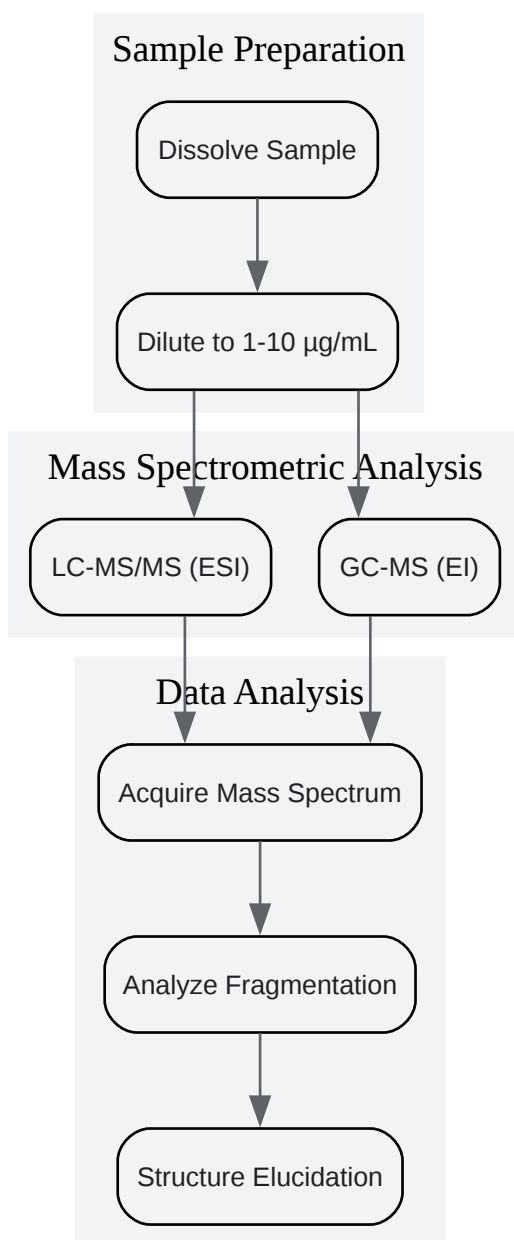 Sample Preparation
Dissolve Sample
Dilute to 1-10 µg/mL
Mass Spectrometric Analysis
LC-MS/MS (ESI)
GC-MS (EI)
Data Analysis
Acquire Mass Spectrum
Analyze Fragmentation
Structure Elucidation